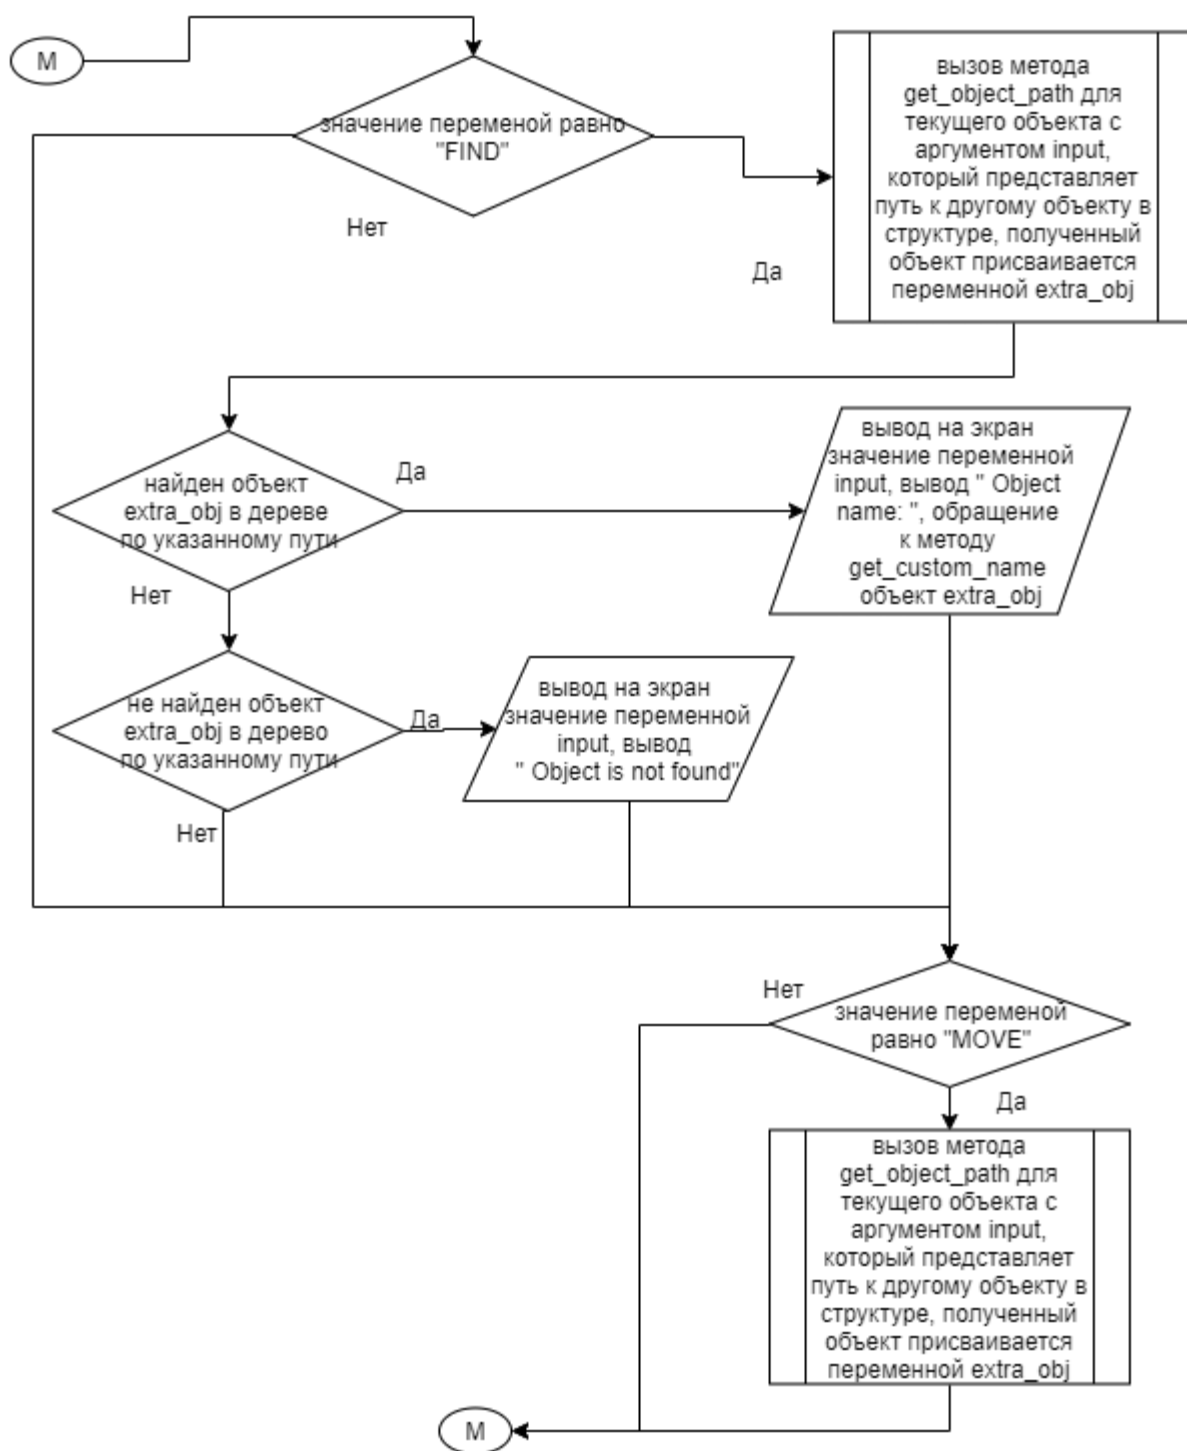 М
значение переменой равно
"FIND"
вызов метода
get_object_path для
текущего объекта с
аргументом input,
который представляет
путь к другому объекту в
структуре, полученный
объект присваивается
переменной extra_obj
Нет
Да
найден объект
extra_obj в дереве
по указанному пути
Да
вывод на экран
значение переменной
input, вывод " Object
name: ", обращение
к методу
get_custom_name
объект extra_obj
Нет
не найден объект
extra_obj в дерево
по указанному пути
Да
вывод на экран
значение переменной
input, вывод
" Object is not found"
Нет
Нет
значение переменой
равно "MOVE"
Да
вызов метода
get_object_path для
текущего объекта с
аргументом input,
который представляет
путь к другому объекту в
структуре, полученный
объект присваивается
переменной extra_obj
М